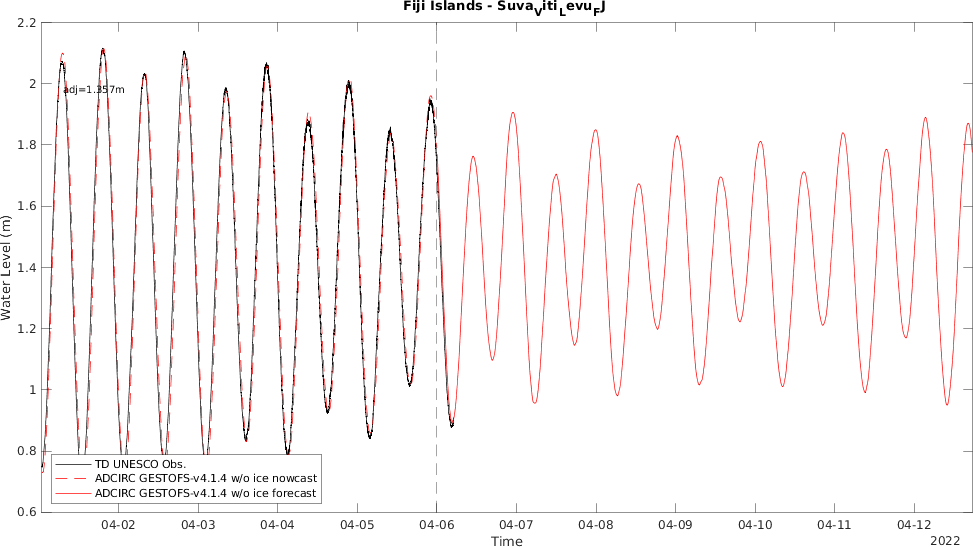 Fiji Islands - SuvaVitiLevuFJ
2.2
2
1.8
1.6
1.4
1.2
1
0.8
0.6
Water Level (m)
adj=1.357m
TD UNESCO Obs.
ADCIRC GESTOFS-v4.1.4 w/o ice nowcast
ADCIRC GESTOFS-v4.1.4 w/o ice forecast
04-02 04-03 04-04 04-05 04-06 04-07 04-08 04-09 04-10 04-11 04-12
Time
2022